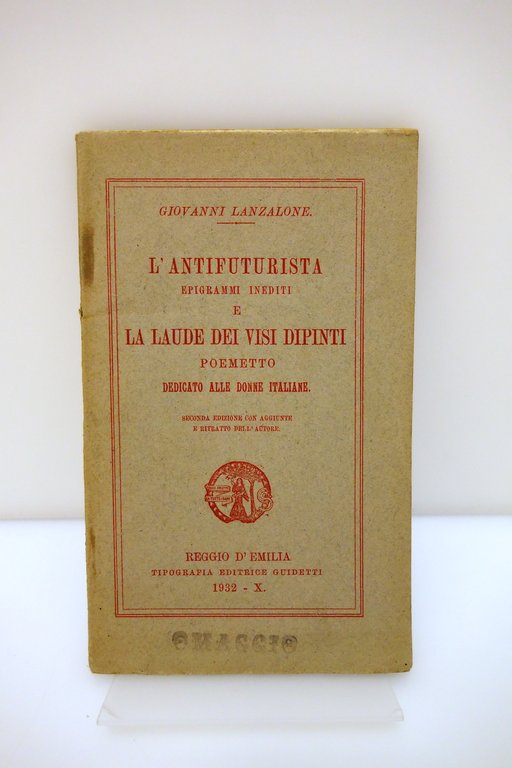 GIOVANNI LANZALONE.
L'ANTIFUTURISTA
EPIGRAMMI INEDITI
E
LA LAUDE DEI VISI DIPINTI
POEMETTO
DEDICATO ALLE DONNE ITALIANE.
SECONDA EDIZIONE CON AGGIUNTE
E RITRATTO DELL'AUTORE.
REGGIO D'EMILIA
TIPOGRAFIA EDITRICE GUIDETTI
1932 - X.
OMAGGIO